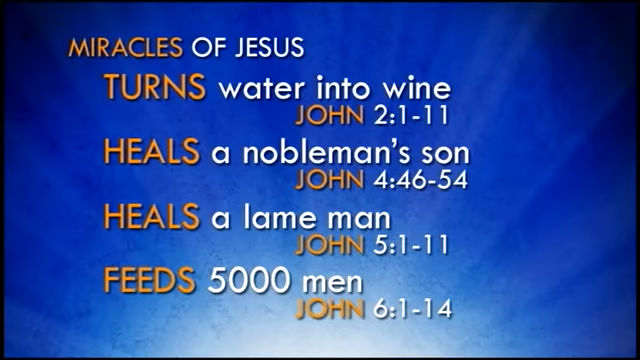 MIRACLES OF JESUS
TURNS water into wine
JOHN 2:1-11
HEALS a nobleman's son
JOHN 4:46-54
HEALS a lame man
JOHN 5:1-11
FEEDS 5000 men
JOHN 6:1-14